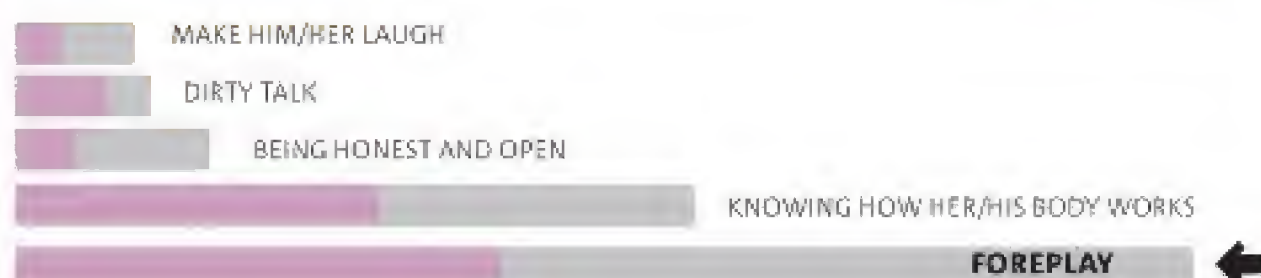 MAKE HIM/HER LAUGH
DIRTY TALK
BEING HONEST AND OPEN
KNOWING HOW HER/HIS BODY WORKS
FOREPLAY